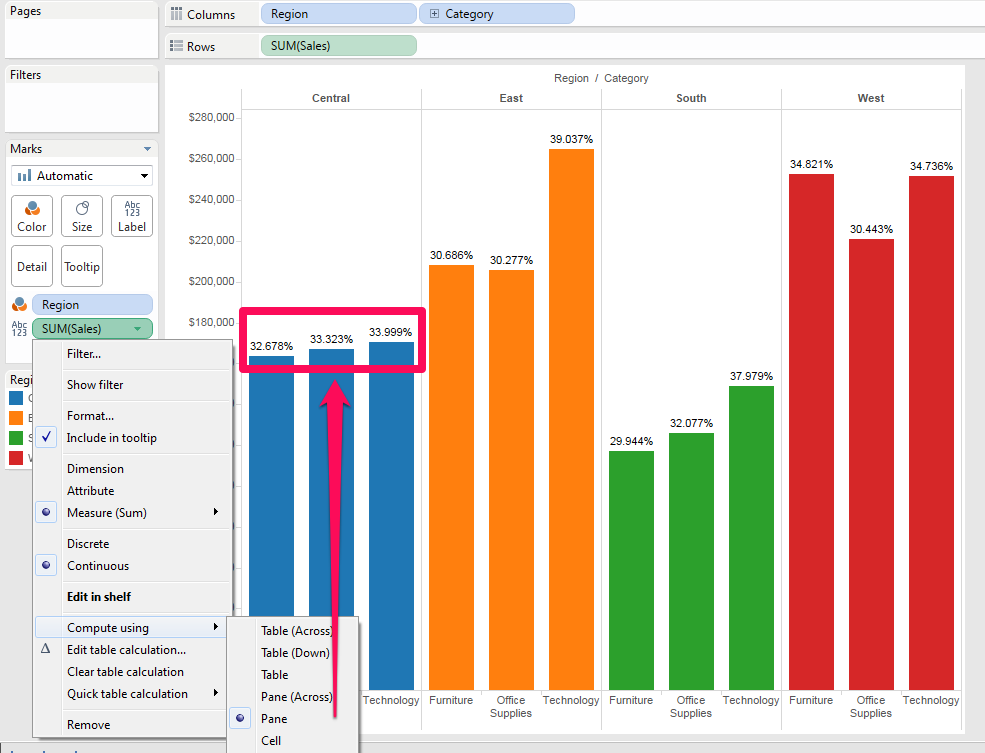 Pages
Columns
Region
Category
Rows
SUM(Sales)
Filters
Marks
Automatic
Color
Size
Abc
123
Label
Detail
Tooltip
Region
Abc
123
SUM(Sales)
Filter...
Show filter
Format...
Include in tooltip
Dimension
Attribute
Measure (Sum)
Discrete
Continuous
Edit in shelf
Compute using
Edit table calculation...
Clear table calculation
Quick table calculation
Remove
Table (Across)
Table (Down)
Table
Pane (Across)
Pane
Cell
Region / Category
Central
East
South
West
$280,000
$260,000
$240,000
$220,000
$200,000
$180,000
32.678%
33.323%
33.999%
30.686%
30.277%
39.037%
29.944%
32.077%
37.979%
34.821%
30.443%
34.736%
Technology
Furniture
Office
Supplies
Technology
Furniture
Office
Supplies
Technology
Furniture
Office
Supplies
Technology